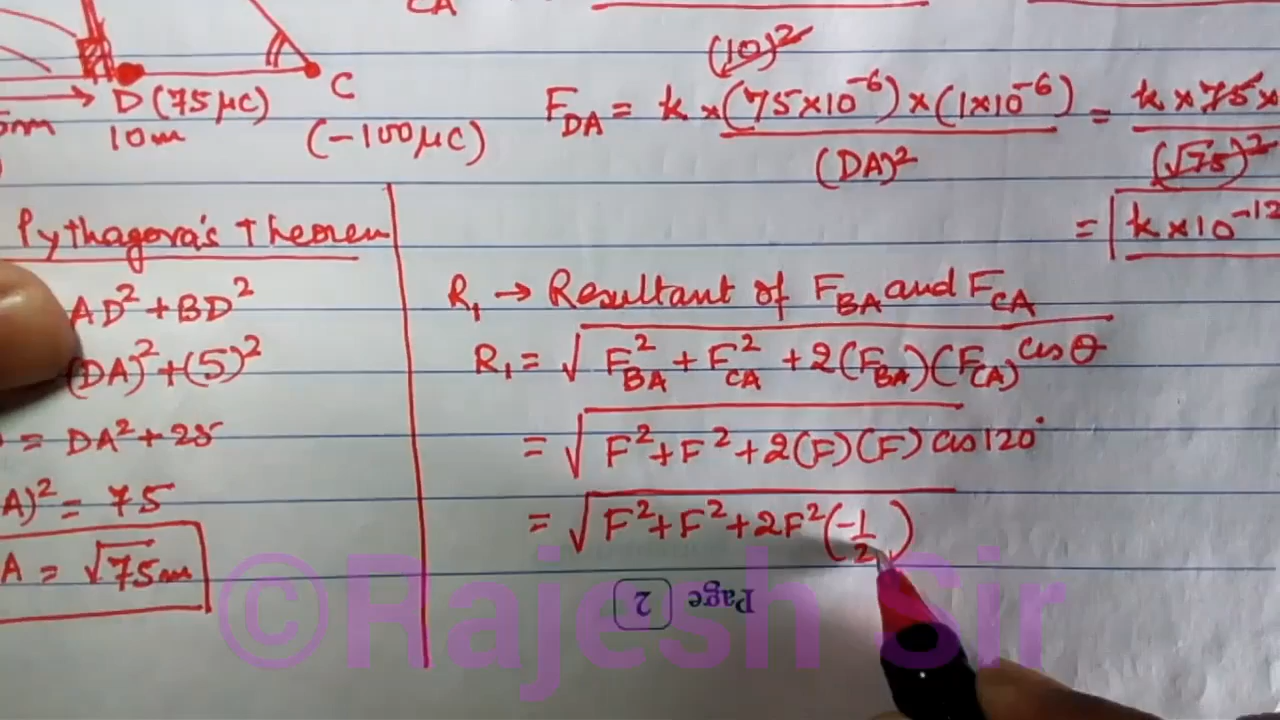 CA
D (75μC) C
10m (-100μC)
(10)²
F_DA = k × (75×10⁻⁶) × (1×10⁻⁶) / (DA)² = k × 75 × / (√75)²
= k × 10⁻¹²
Pythagora's Theorem
AD² + BD²
(DA)² + (5)²
= DA² + 25
A)² = 75
A = √75 m
R₁ → Resultant of F_BA and F_CA
R₁ = √(F²_BA + F²_CA + 2(F_BA)(F_CA) cos θ)
= √(F² + F² + 2(F)(F) cos 120°)
= √(F² + F² + 2F² (-1/2))
Page 2
©Rajesh Sir